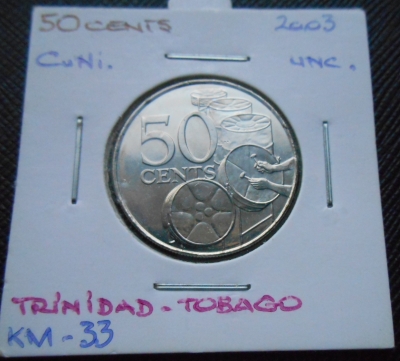 50 CENTS 2003
CuNi. UNC.
50
CENTS
TRINIDAD - TOBAGO
KM - 33